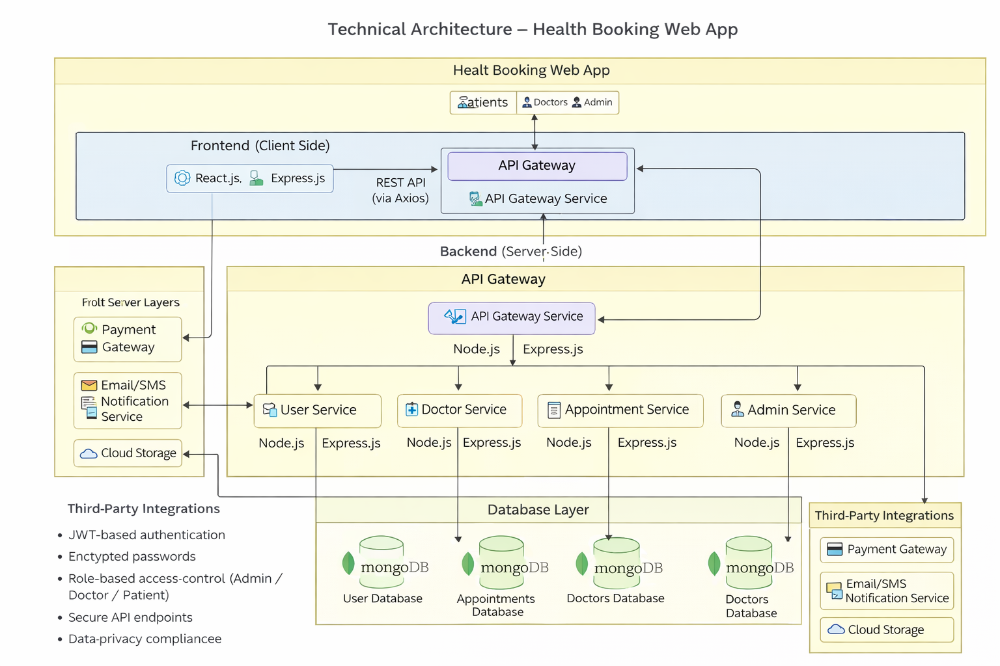 Technical Architecture – Health Booking Web App
Healt Booking Web App
atients
Doctors
Admin
Frontend (Client Side)
React.js, Express.js
REST API
(via Axios)
API Gateway
API Gateway Service
Backend (Server-Side)
Frolt Server Layers
Payment
Gateway
Email/SMS
Notification
Service
Cloud Storage
API Gateway
API Gateway Service
Node.js Express.js
User Service
Doctor Service
Appointment Service
Admin Service
Node.js Express.js
Node.js Express.js
Node.js Express.js
Node.js Express.js
Third-Party Integrations
• JWT-based authentication
• Enctypted passwords
• Role-based access-control (Admin /
Doctor / Patient)
• Secure API endpoints
• Data-privacy compliancee
Database Layer
mongoDB
User Database
mongoDB
Appointments
Database
mongoDB
Doctors Database
mongoDB
Doctors
Database
Third-Party Integrations
Payment Gateway
Email/SMS
Notification Service
Cloud Storage